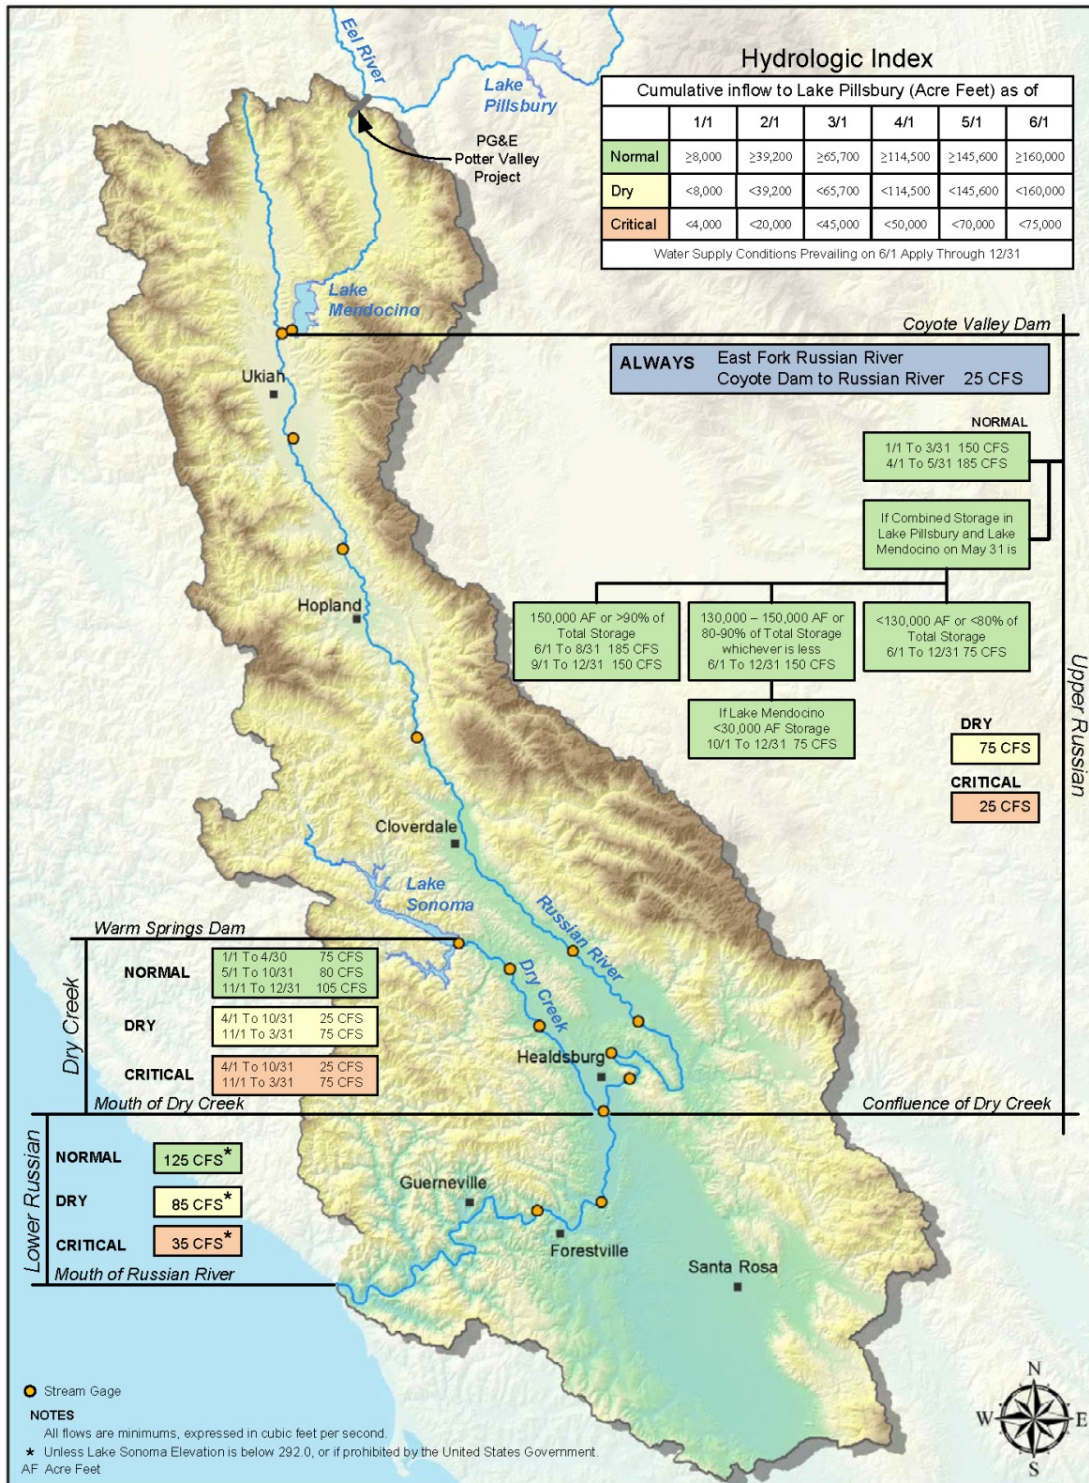 Eel River
Lake
Pillsbury
PG&E
Potter Valley
Project
Hydrologic Index
Cumulative inflow to Lake Pillsbury (Acre Feet) as of
1/1 2/1 3/1 4/1 5/1 6/1
Normal ≥8,000 ≥39,200 ≥65,700 ≥114,500 ≥145,600 ≥160,000
Dry <8,000 <39,200 <65,700 <114,500 <145,600 <160,000
Critical <4,000 <20,000 <45,000 <50,000 <70,000 <75,000
Water Supply Conditions Prevailing on 6/1 Apply Through 12/31
Lake
Mendocino
Coyote Valley Dam
ALWAYS East Fork Russian River
Coyote Dam to Russian River 25 CFS
Ukiah
NORMAL
1/1 To 3/31 150 CFS
4/1 To 5/31 185 CFS
If Combined Storage in
Lake Pillsbury and Lake
Mendocino on May 31 is
150,000 AF or >90% of
Total Storage
6/1 To 8/31 185 CFS
9/1 To 12/31 150 CFS
130,000 – 150,000 AF or
80-90% of Total Storage
whichever is less
6/1 To 12/31 150 CFS
<130,000 AF or <80% of
Total Storage
6/1 To 12/31 75 CFS
If Lake Mendocino
<30,000 AF Storage
10/1 To 12/31 75 CFS
Upper Russian
DRY
75 CFS
CRITICAL
25 CFS
Hopland
Cloverdale
Lake
Sonoma
Russian River
Dry Creek
Healdsburg
Warm Springs Dam
Dry Creek
NORMAL
1/1 To 4/30 75 CFS
5/1 To 10/31 80 CFS
11/1 To 12/31 105 CFS
DRY
4/1 To 10/31 25 CFS
11/1 To 3/31 75 CFS
CRITICAL
4/1 To 10/31 25 CFS
11/1 To 3/31 75 CFS
Mouth of Dry Creek
Confluence of Dry Creek
Lower Russian
NORMAL 125 CFS*
DRY 85 CFS*
CRITICAL 35 CFS*
Mouth of Russian River
Guerneville
Forestville
Santa Rosa
Stream Gage
NOTES
All flows are minimums, expressed in cubic feet per second.
* Unless Lake Sonoma Elevation is below 292.0, or if prohibited by the United States Government.
AF Acre Feet
N
W E
S